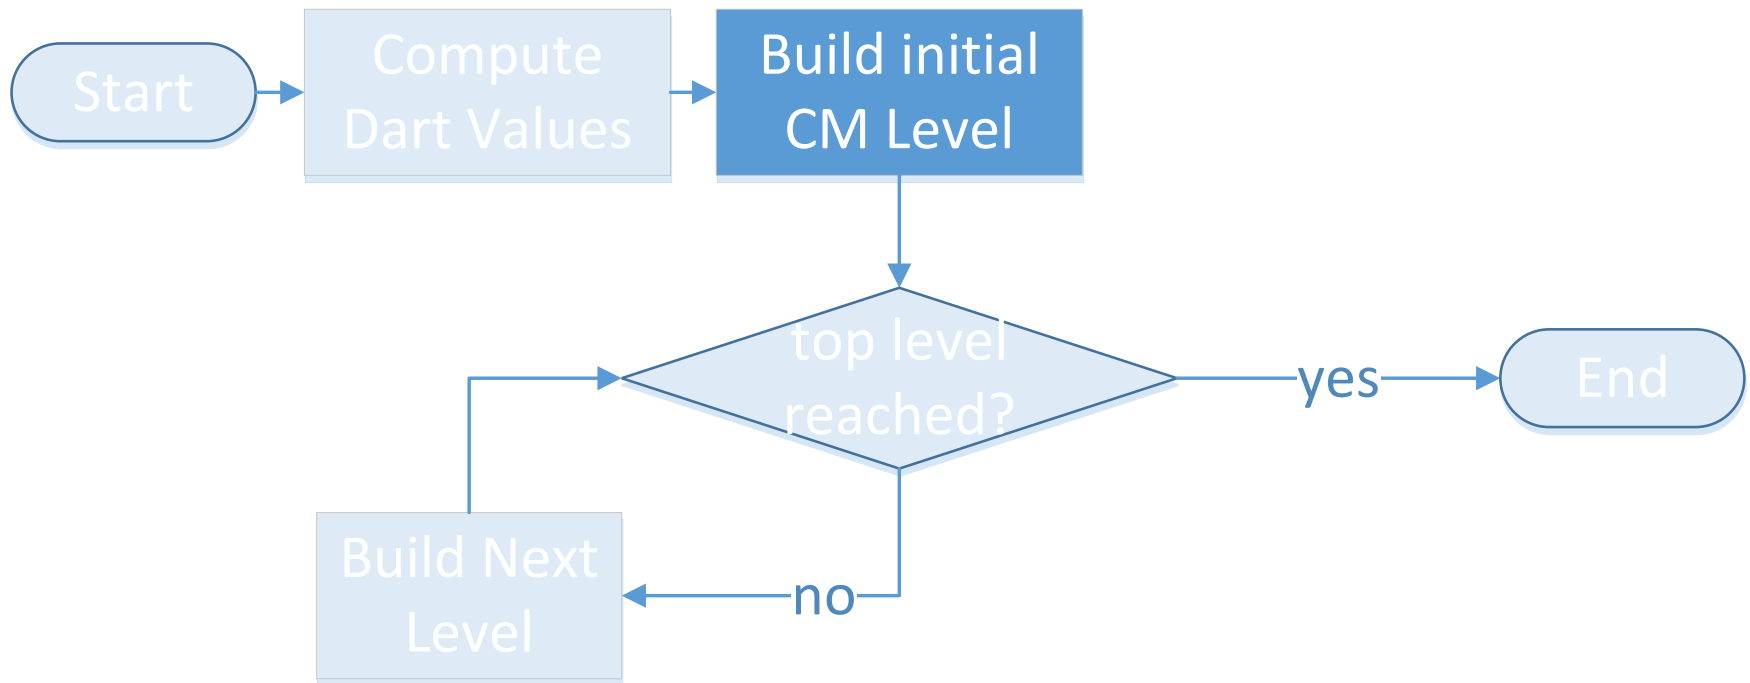 Start
Compute
Dart Values
Build initial
CM Level
top level
reached?
yes
End
no
Build Next
Level